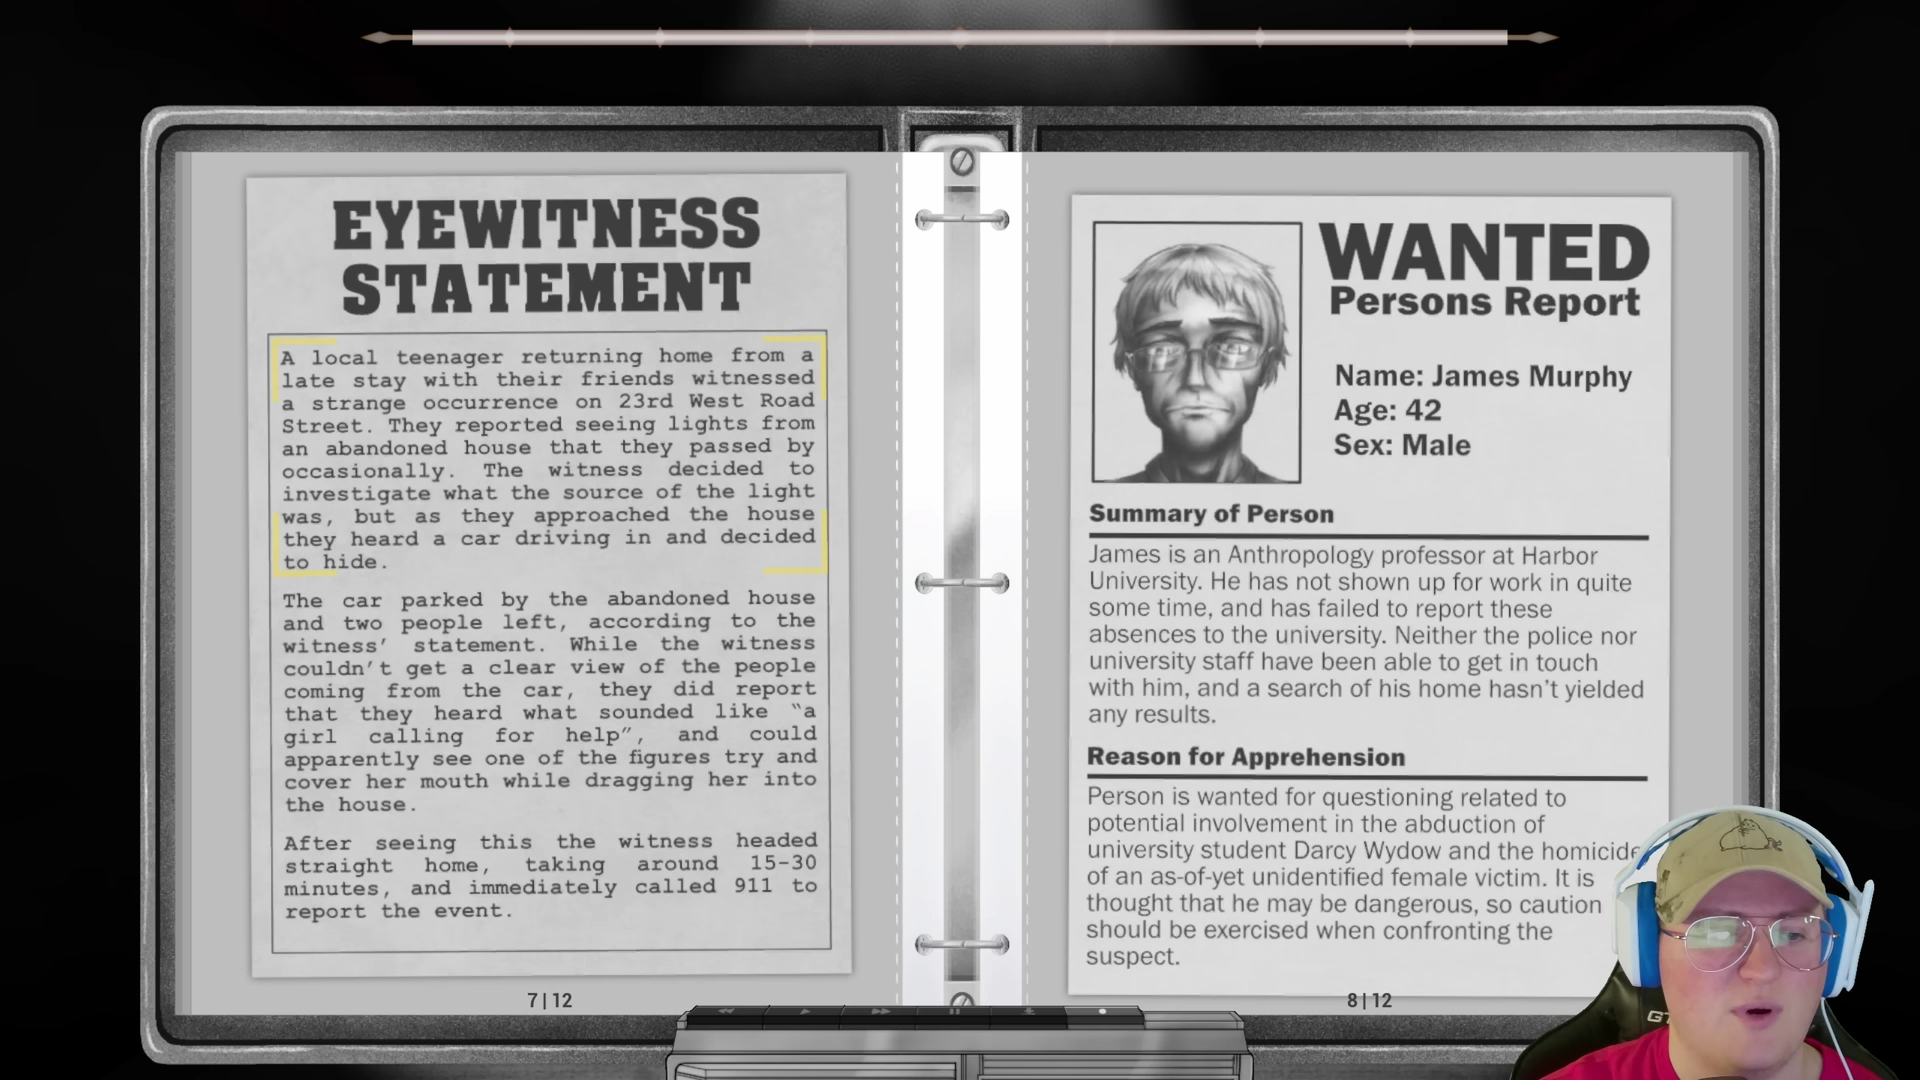 EYEWITNESS
STATEMENT
A local teenager returning home from a
late stay with their friends witnessed
a strange occurrence on 23rd West Road
Street. They reported seeing lights from
an abandoned house that they passed by
occasionally. The witness decided to
investigate what the source of the light
was, but as they approached the house
they heard a car driving in and decided
to hide.
The car parked by the abandoned house
and two people left, according to the
witness’ statement. While the witness
couldn’t get a clear view of the people
coming from the car, they did report
that they heard what sounded like “a
girl calling for help”, and could
apparently see one of the figures try and
cover her mouth while dragging her into
the house.
After seeing this the witness headed
straight home, taking around 15-30
minutes, and immediately called 911 to
report the event.
7|12
WANTED
Persons Report
Name: James Murphy
Age: 42
Sex: Male
Summary of Person
James is an Anthropology professor at Harbor
University. He has not shown up for work in quite
some time, and has failed to report these
absences to the university. Neither the police nor
university staff have been able to get in touch
with him, and a search of his home hasn’t yielded
any results.
Reason for Apprehension
Person is wanted for questioning related to
potential involvement in the abduction of
university student Darcy Wydow and the homicide
of an as-of-yet unidentified female victim. It is
thought that he may be dangerous, so caution
should be exercised when confronting the
suspect.
8|12